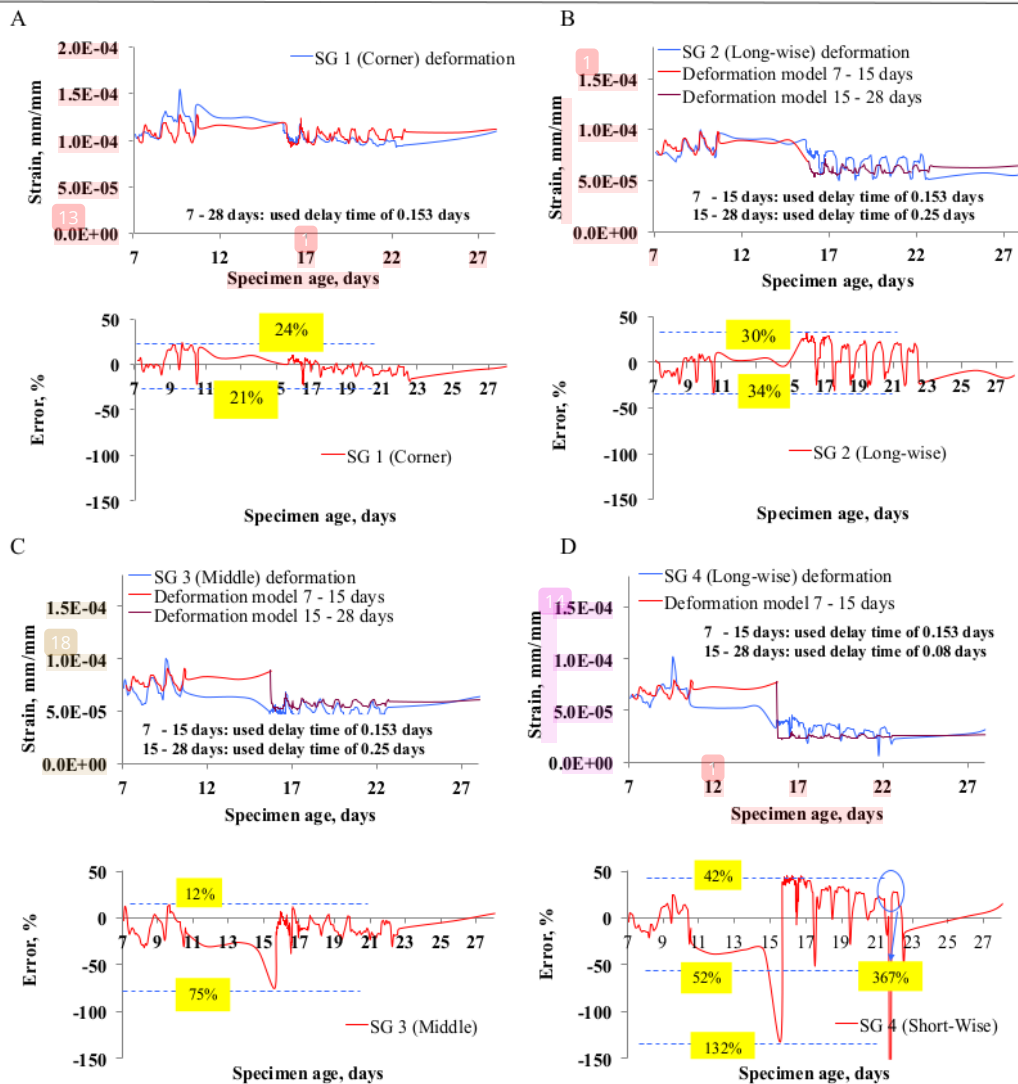 A
2.0E-04
SG 1 (Corner) deformation
1.5E-04
1.0E-04
5.0E-05
13
0.0E+00
Strain, mm/mm
7 - 28 days: used delay time of 0.153 days
7 12 17 22 27
Specimen age, days
50
0
-50
-100
-150
Error, %
24%
7 9 11 13 15 17 19 21 23 25 27
21%
SG 1 (Corner)
Specimen age, days
B
1
SG 2 (Long-wise) deformation
Deformation model 7 - 15 days
Deformation model 15 - 28 days
1.5E-04
1.0E-04
5.0E-05
0.0E+00
Strain, mm/mm
7 - 15 days: used delay time of 0.153 days
15 - 28 days: used delay time of 0.25 days
7 12 17 22 27
Specimen age, days
50
0
-50
-100
-150
Error, %
30%
7 9 11 13 15 17 19 21 23 25 27
34%
SG 2 (Long-wise)
Specimen age, days
C
SG 3 (Middle) deformation
Deformation model 7 - 15 days
Deformation model 15 - 28 days
1.5E-04
18
1.0E-04
5.0E-05
0.0E+00
Strain, mm/mm
7 - 15 days: used delay time of 0.153 days
15 - 28 days: used delay time of 0.25 days
7 12 17 22 27
Specimen age, days
50
0
-50
-100
-150
Error, %
12%
7 9 11 13 15 17 19 21 23 25 27
75%
SG 3 (Middle)
Specimen age, days
D
SG 4 (Long-wise) deformation
Deformation model 7 - 15 days
1.5E-04
1.0E-04
5.0E-05
0.0E+00
Strain, mm/mm
7 - 15 days: used delay time of 0.153 days
15 - 28 days: used delay time of 0.08 days
7 12 17 22 27
Specimen age, days
50
0
-50
-100
-150
Error, %
42%
7 9 11 13 15 17 19 21 23 25 27
52%
367%
132%
SG 4 (Short-Wise)
Specimen age, days